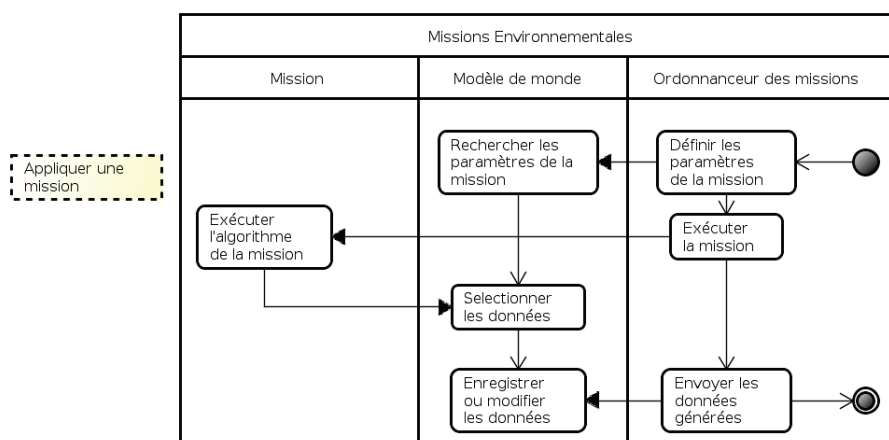 Missions Environnementales
Mission
Modèle de monde
Ordonnanceur des missions
Appliquer une
mission
Rechercher les
paramètres de la
mission
Définir les
paramètres
de la mission
Exécuter
l'algorithme
de la mission
Exécuter
la mission
Selectionner
les données
Enregistrer
ou modifier
les données
Envoyer les
données
générées